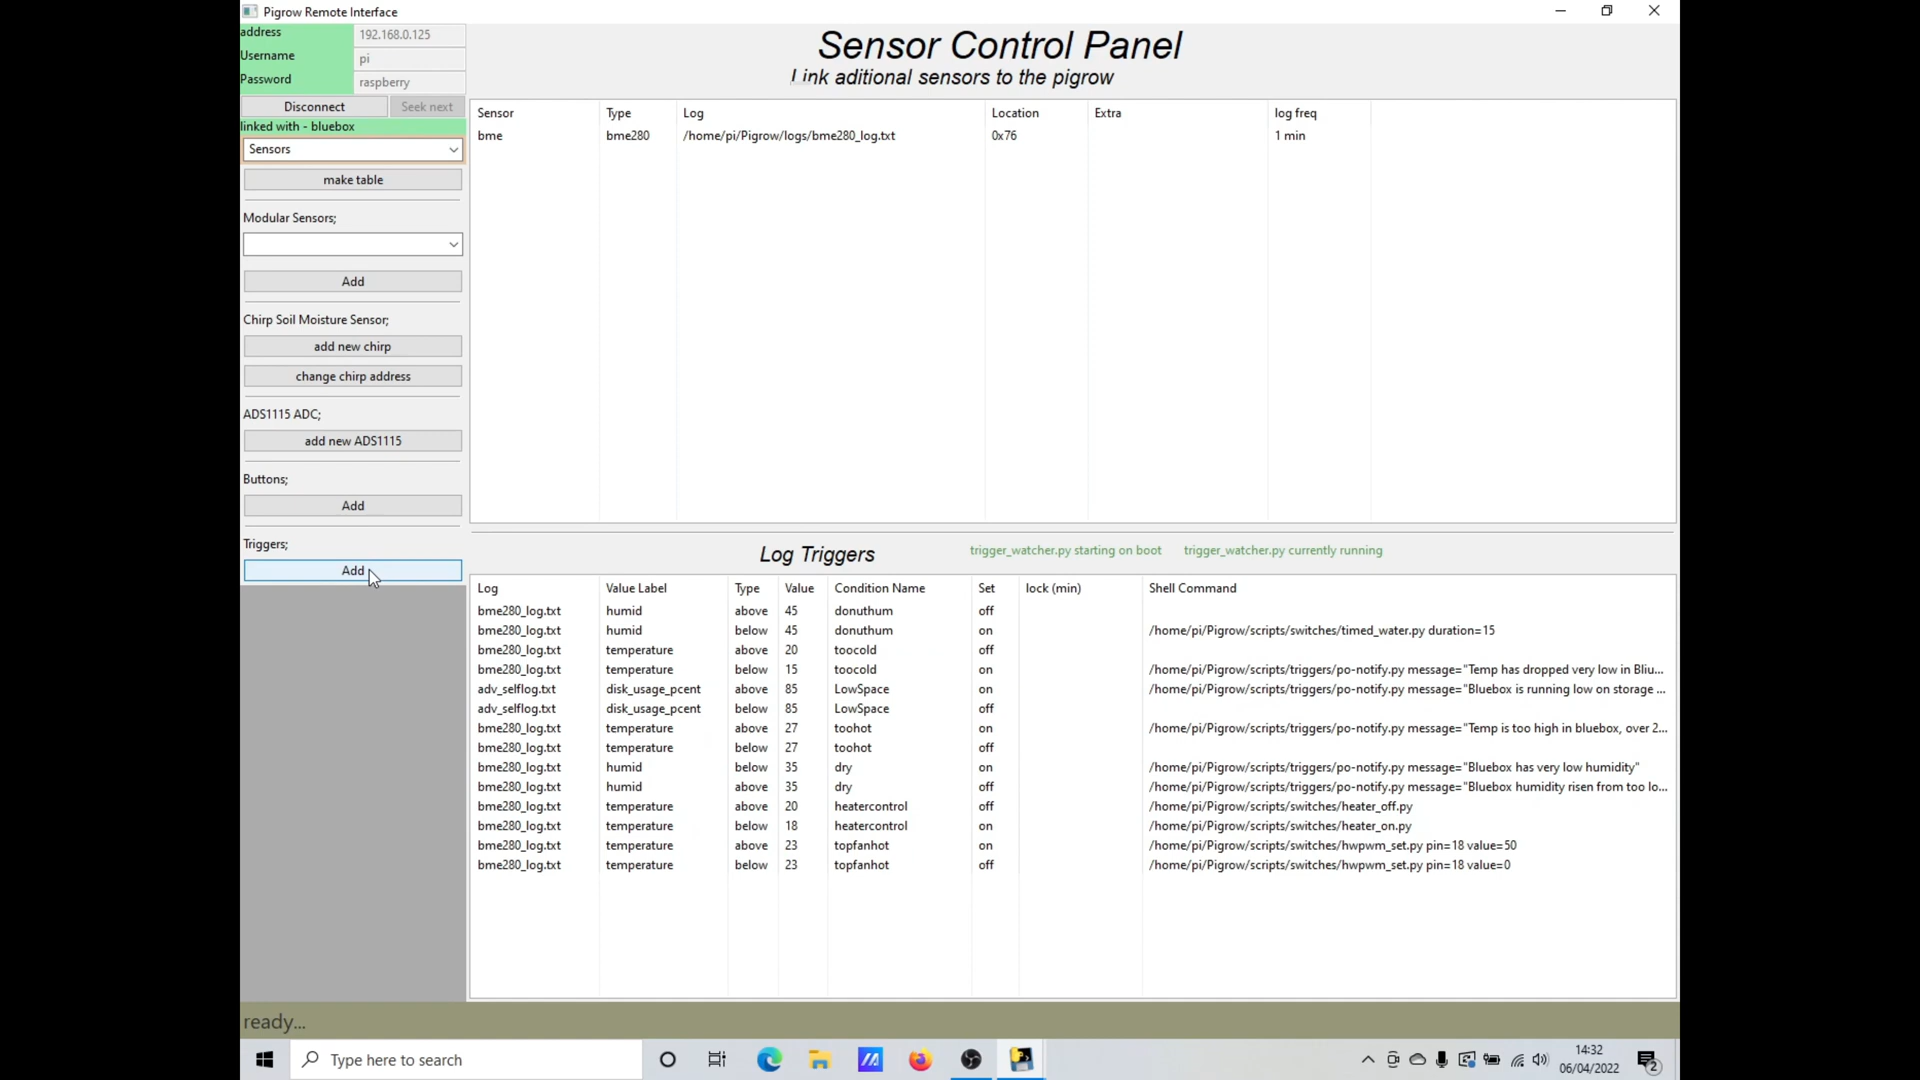 Pigrow Remote Interface
address 192.168.0.125
Username pi
Password raspberry
Disconnect Seek next
linked with - bluebox
Sensors
make table
Modular Sensors;
Add
Chirp Soil Moisture Sensor;
add new chirp
change chirp address
ADS1115 ADC;
add new ADS1115
Buttons;
Add
Triggers;
Add
Sensor Control Panel
Link aditional sensors to the pigrow
Sensor Type Log Location Extra log freq
bme bme280 /home/pi/Pigrow/logs/bme280_log.txt 0x76 1 min
Log Triggers trigger_watcher.py starting on boot trigger_watcher.py currently running
Log Value Label Type Value Condition Name Set lock (min) Shell Command
bme280_log.txt humid above 45 donuthum off
bme280_log.txt humid below 45 donuthum on /home/pi/Pigrow/scripts/switches/timed_water.py duration=15
bme280_log.txt temperature above 20 toocold off
bme280_log.txt temperature below 15 toocold on /home/pi/Pigrow/scripts/triggers/po-notify.py message="Temp has dropped very low in Bliu...
adv_selflog.txt disk_usage_pcent above 85 LowSpace on /home/pi/Pigrow/scripts/triggers/po-notify.py message="Bluebox is running low on storage ...
adv_selflog.txt disk_usage_pcent below 85 LowSpace off
bme280_log.txt temperature above 27 toohot on /home/pi/Pigrow/scripts/triggers/po-notify.py message="Temp is too high in bluebox, over 2...
bme280_log.txt temperature below 27 toohot off
bme280_log.txt humid below 35 dry on /home/pi/Pigrow/scripts/triggers/po-notify.py message="Bluebox has very low humidity"
bme280_log.txt humid above 35 dry off /home/pi/Pigrow/scripts/triggers/po-notify.py message="Bluebox humidity risen from too lo...
bme280_log.txt temperature above 20 heatercontrol off /home/pi/Pigrow/scripts/switches/heater_off.py
bme280_log.txt temperature below 18 heatercontrol on /home/pi/Pigrow/scripts/switches/heater_on.py
bme280_log.txt temperature above 23 topfanhot on /home/pi/Pigrow/scripts/switches/hwpwm_set.py pin=18 value=50
bme280_log.txt temperature below 23 topfanhot off /home/pi/Pigrow/scripts/switches/hwpwm_set.py pin=18 value=0
ready...
Type here to search
14:32
06/04/2022
2